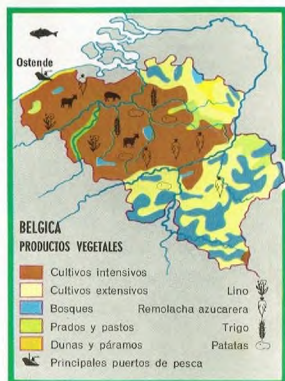 Ostende
BELGICA
PRODUCTOS VEGETALES
Cultivos intensivos
Cultivos extensivos
Lino
Bosques
Remolacha azucarera
Prados y pastos
Trigo
Dunas y páramos
Patatas
Principales puertos de pesca